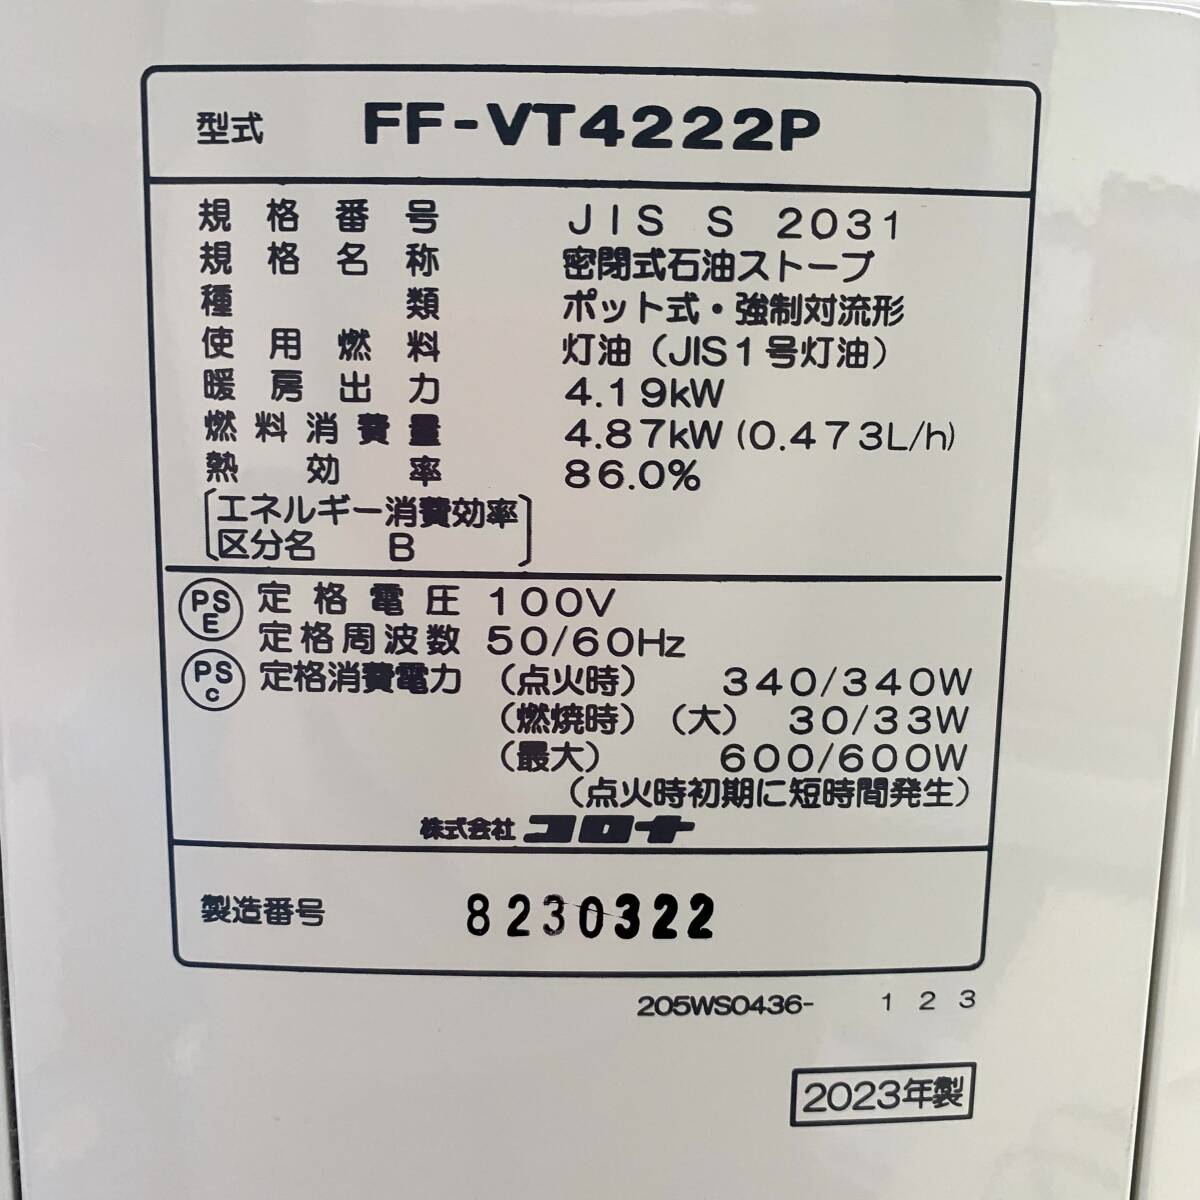 型式 FF-VT4222P
規格番号 JIS S 2031
規格名称 密閉式石油ストーブ
種類 ポット式・強制対流形
使用燃料 灯油(JIS1号灯油)
暖房出力 4.19kW
燃料消費量 4.87kW(0.473L/h)
熱効率 86.0%
[エネルギー消費効率
区分名 B]
PSE 定格電圧 100V
定格周波数 50/60Hz
PSC 定格消費電力 (点火時) 340/340W
(燃焼時) (大) 30/33W
(最大) 600/600W
(点火時初期に短時間発生)
株式会社 コロナ
製造番号 8230322
205WS0436- 1 2 3
2023年製